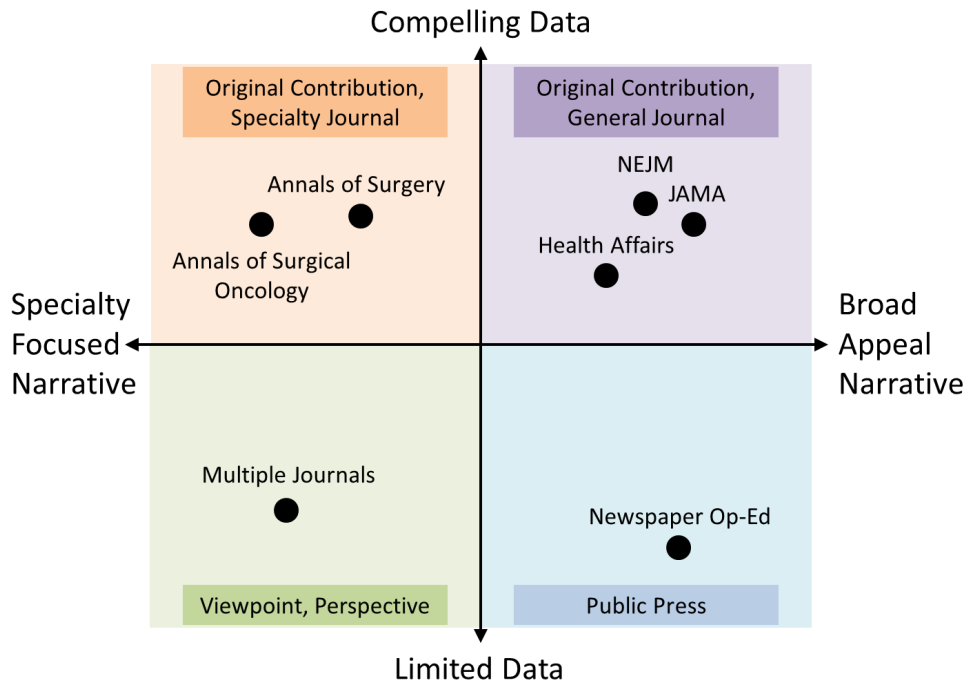 Compelling Data
Original Contribution,
Specialty Journal
Original Contribution,
General Journal
NEJM
Annals of Surgery
JAMA
Health Affairs
Annals of Surgical
Oncology
Specialty
Focused
Narrative
Broad
Appeal
Narrative
Multiple Journals
Newspaper Op-Ed
Viewpoint, Perspective
Public Press
Limited Data